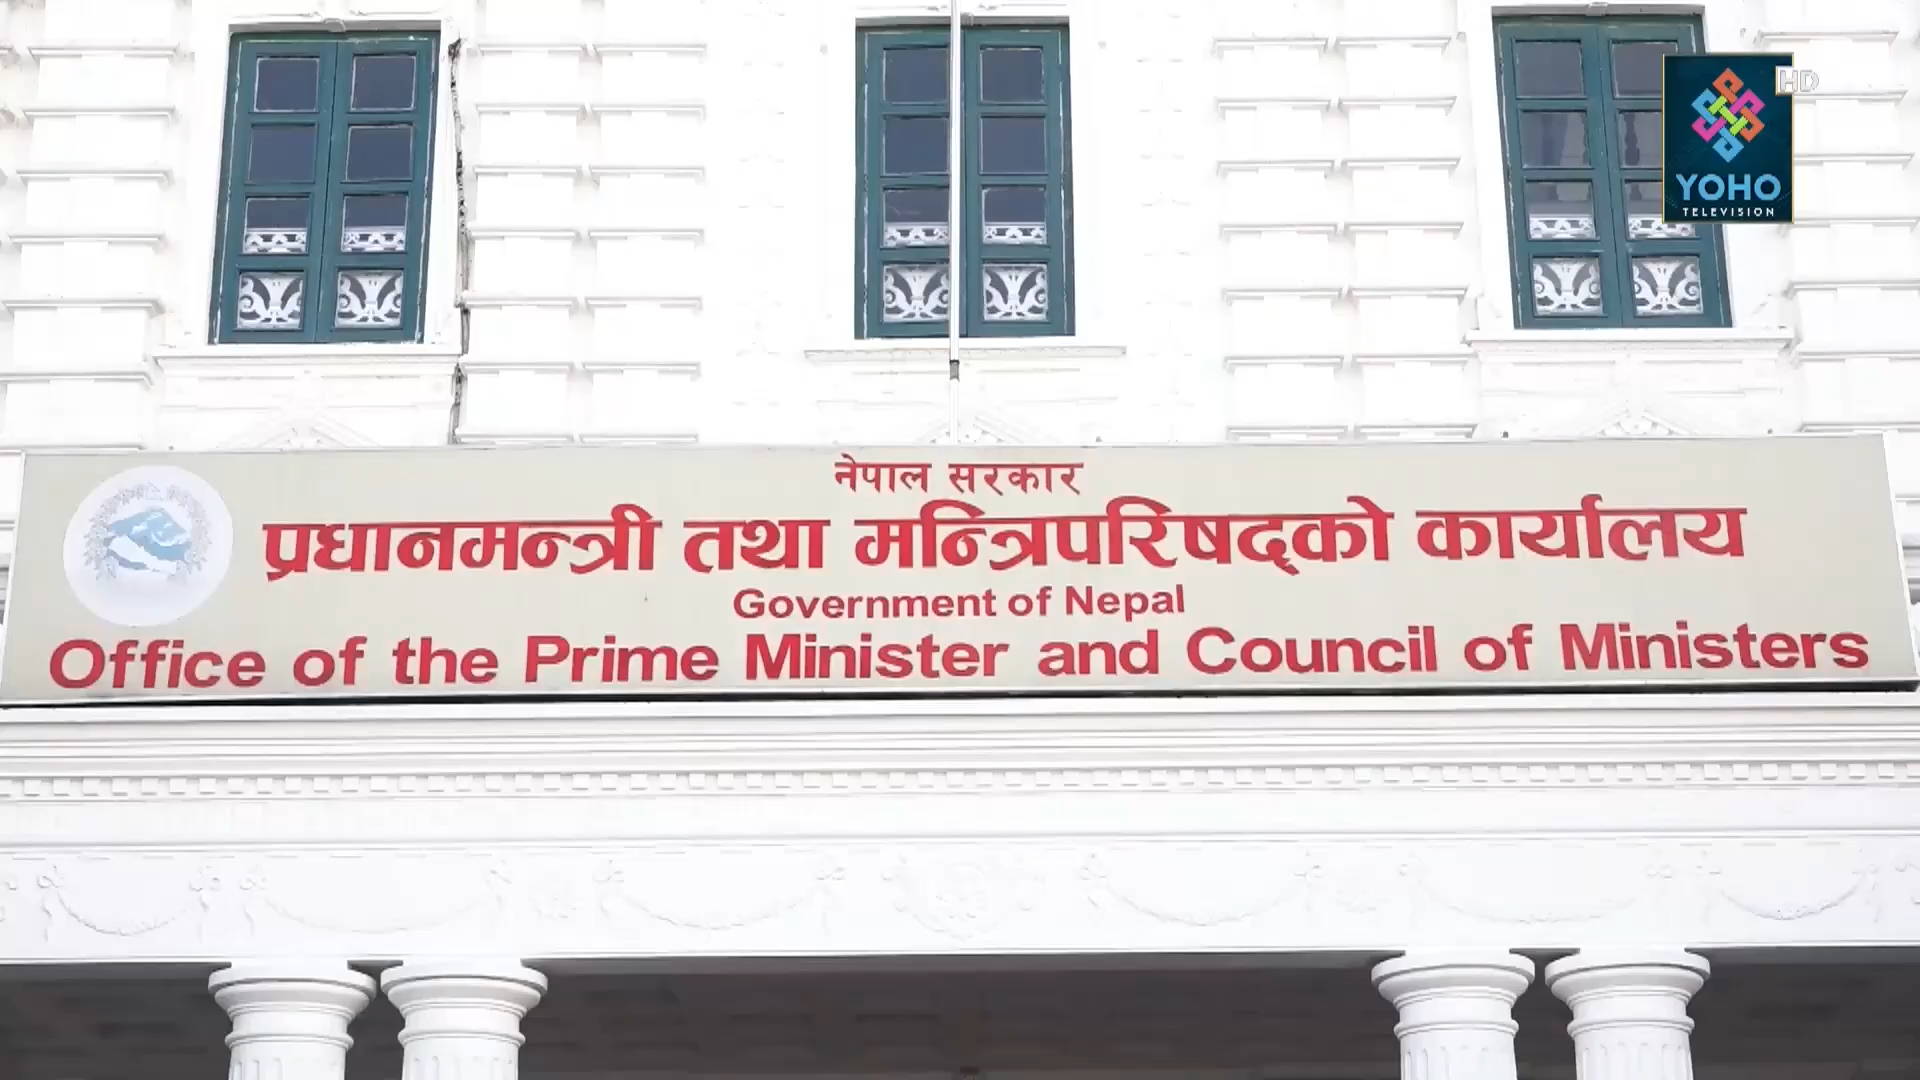 HD
YOHO
TELEVISION
नेपाल सरकार
प्रधानमन्त्री तथा मन्त्रिपरिषद्को कार्यालय
Government of Nepal
Office of the Prime Minister and Council of Ministers